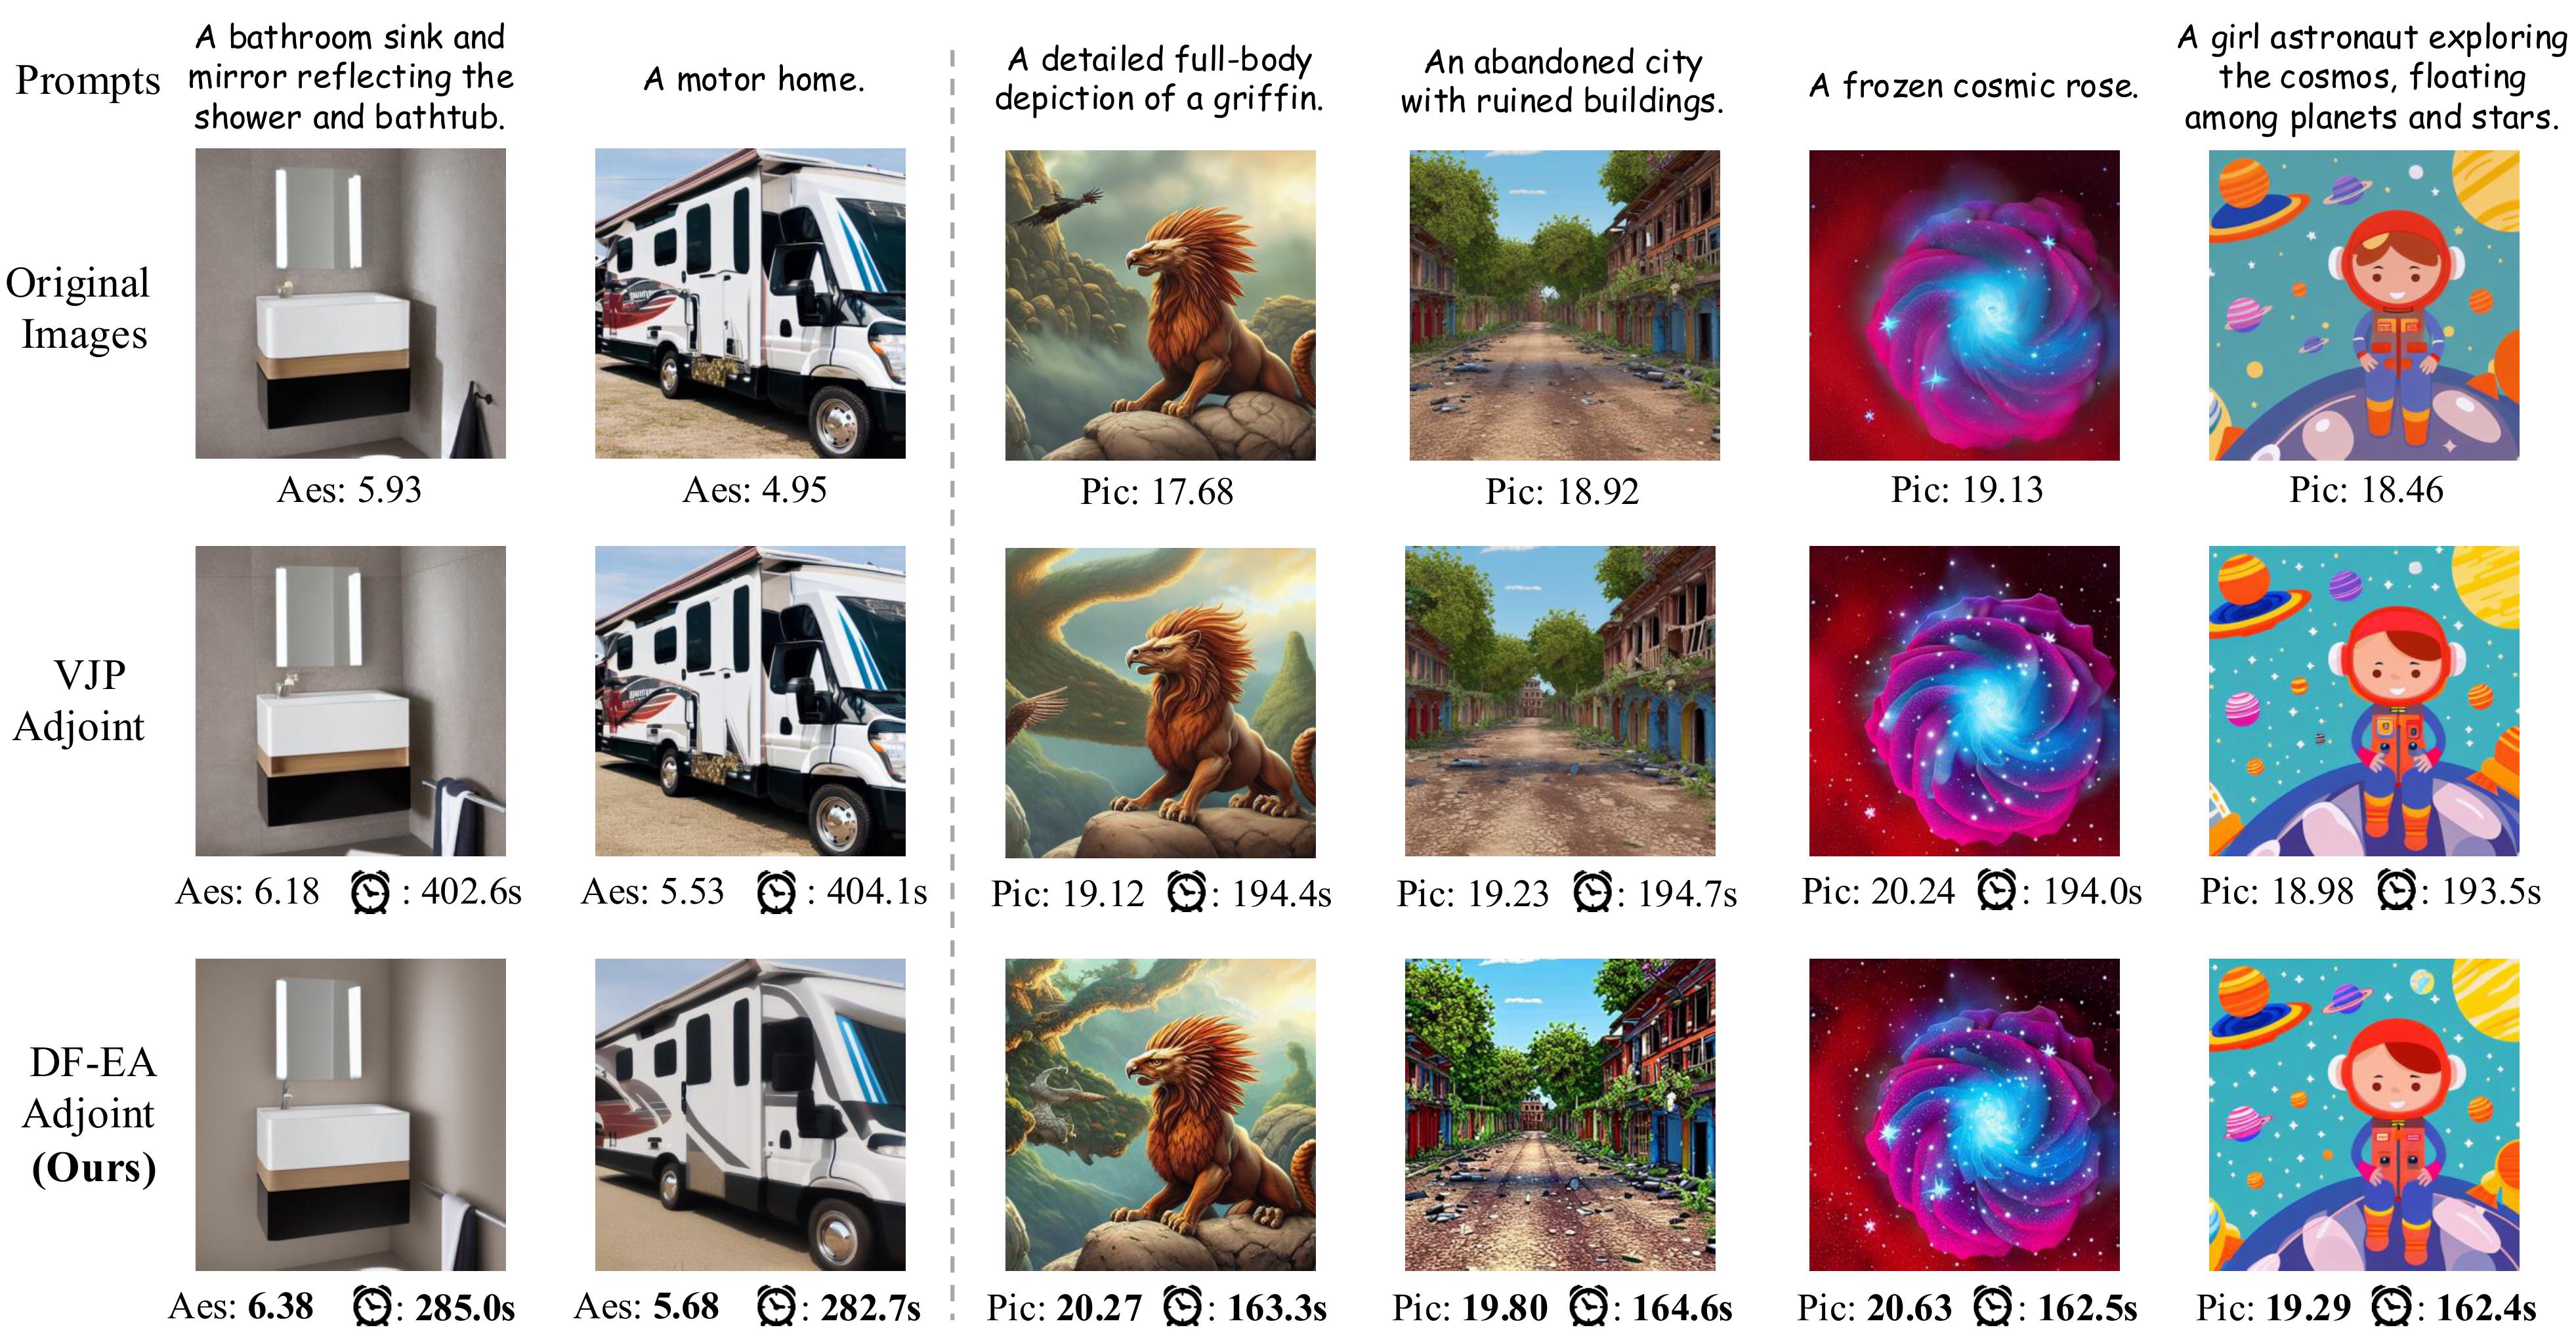 Prompts
A bathroom sink and
mirror reflecting the
shower and bathtub.
A motor home.
A detailed full-body
depiction of a griffin.
An abandoned city
with ruined buildings.
A frozen cosmic rose.
A girl astronaut exploring
the cosmos, floating
among planets and stars.
Original
Images
Aes: 5.93
Aes: 4.95
Pic: 17.68
Pic: 18.92
Pic: 19.13
Pic: 18.46
VJP
Adjoint
Aes: 6.18 : 402.6s
Aes: 5.53 : 404.1s
Pic: 19.12 : 194.4s
Pic: 19.23 : 194.7s
Pic: 20.24 : 194.0s
Pic: 18.98 : 193.5s
DF-EA
Adjoint
(Ours)
Aes: 6.38 : 285.0s
Aes: 5.68 : 282.7s
Pic: 20.27 : 163.3s
Pic: 19.80 : 164.6s
Pic: 20.63 : 162.5s
Pic: 19.29 : 162.4s